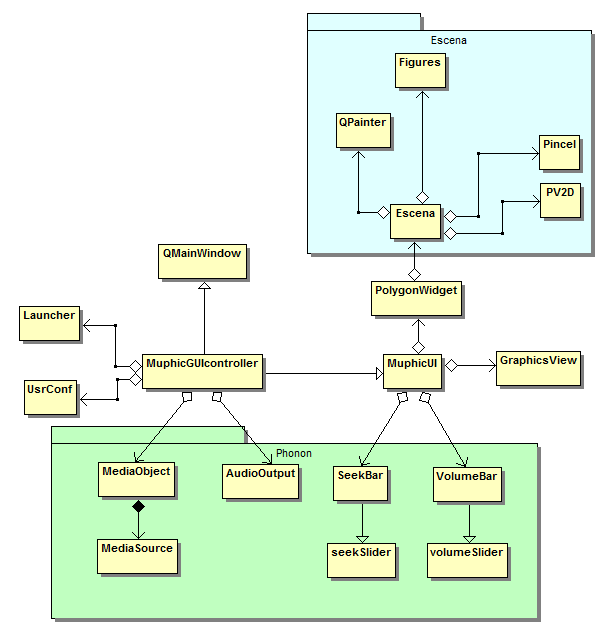 Escena
Figures
QPainter
Pincel
PV2D
Escena
QMainWindow
PolygonWidget
Launcher
MuphicGUIcontroller
MuphicUI
GraphicsView
UsrConf
Phonon
MediaObject
AudioOutput
SeekBar
VolumeBar
MediaSource
seekSlider
volumeSlider